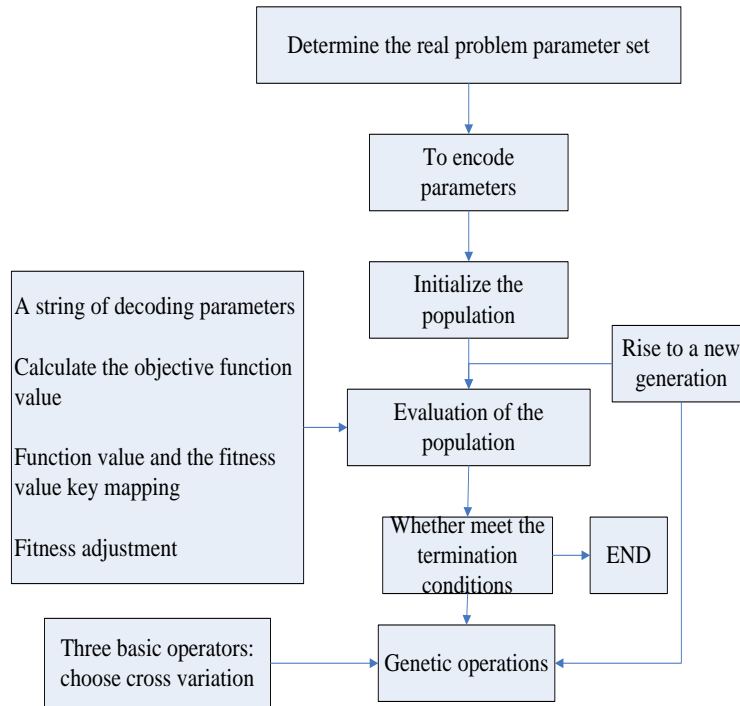 Determine the real problem parameter set
To encode
parameters
Initialize the
population
A string of decoding parameters
Calculate the objective function
value
Function value and the fitness
value key mapping
Fitness adjustment
Rise to a new
generation
Evaluation of the
population
Whether meet the
termination
conditions
END
Three basic operators:
choose cross variation
Genetic operations